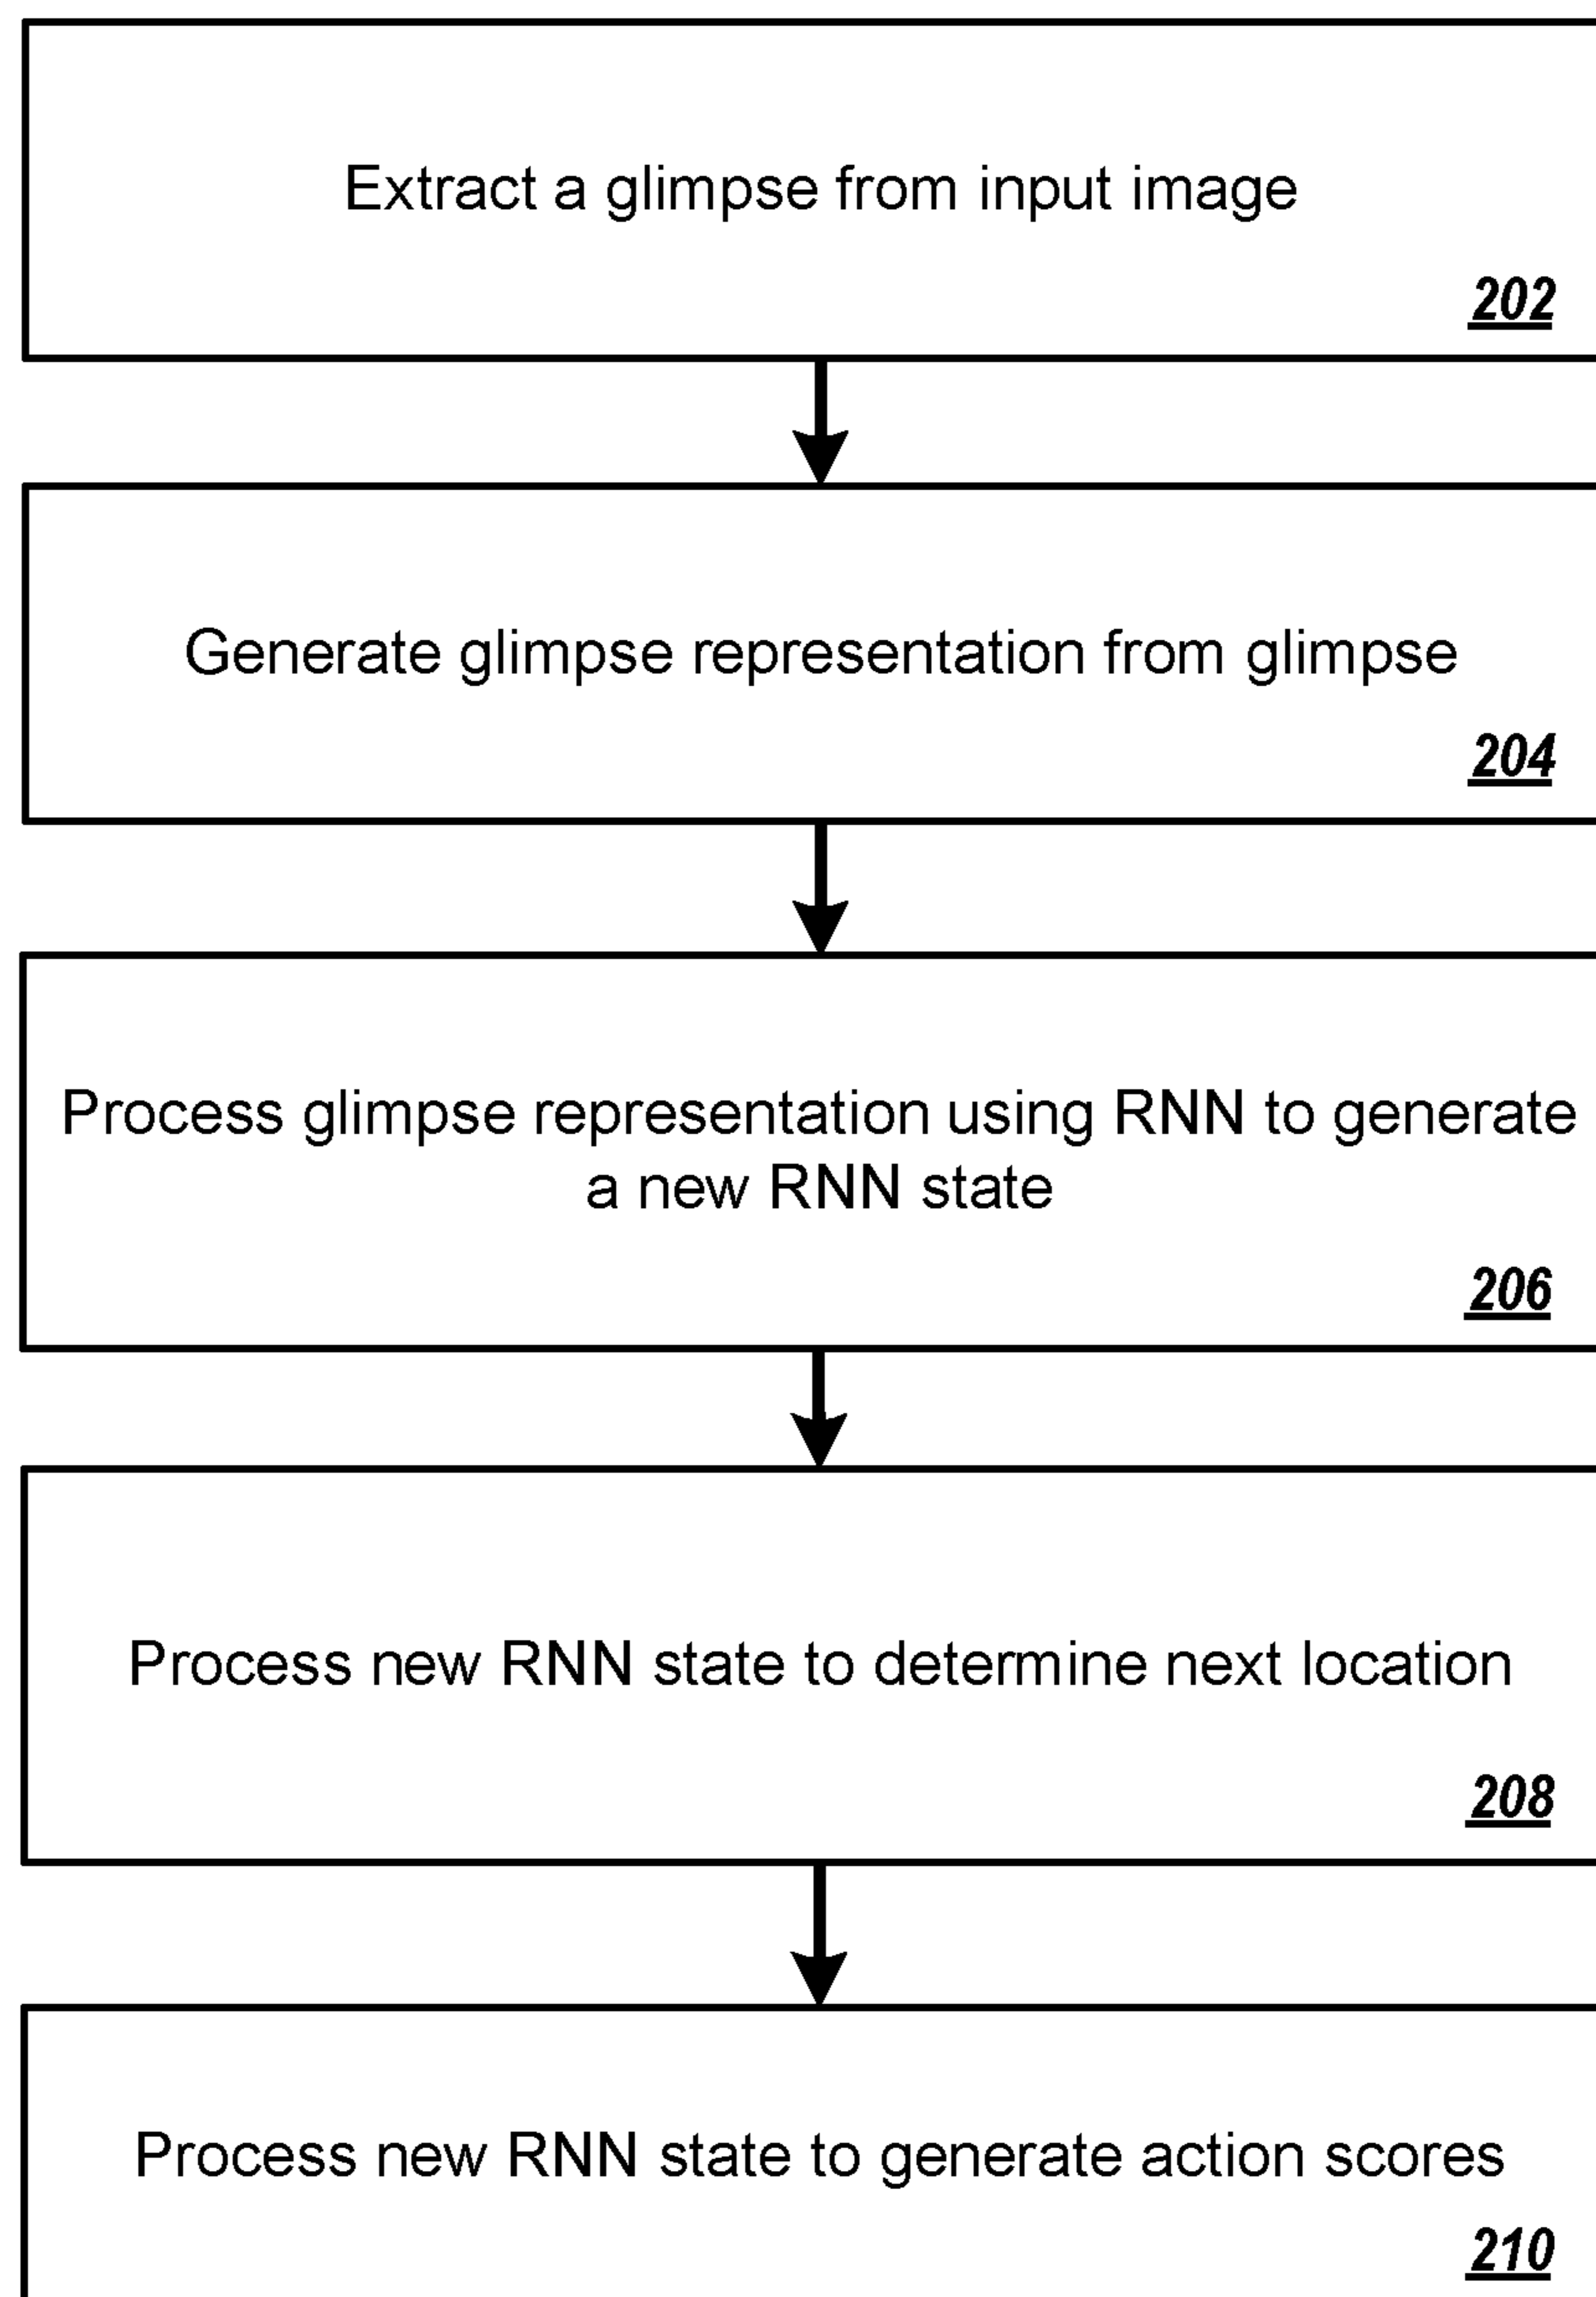 Extract a glimpse from input image
202
Generate glimpse representation from glimpse
204
Process glimpse representation using RNN to generate
a new RNN state
206
Process new RNN state to determine next location
208
Process new RNN state to generate action scores
210